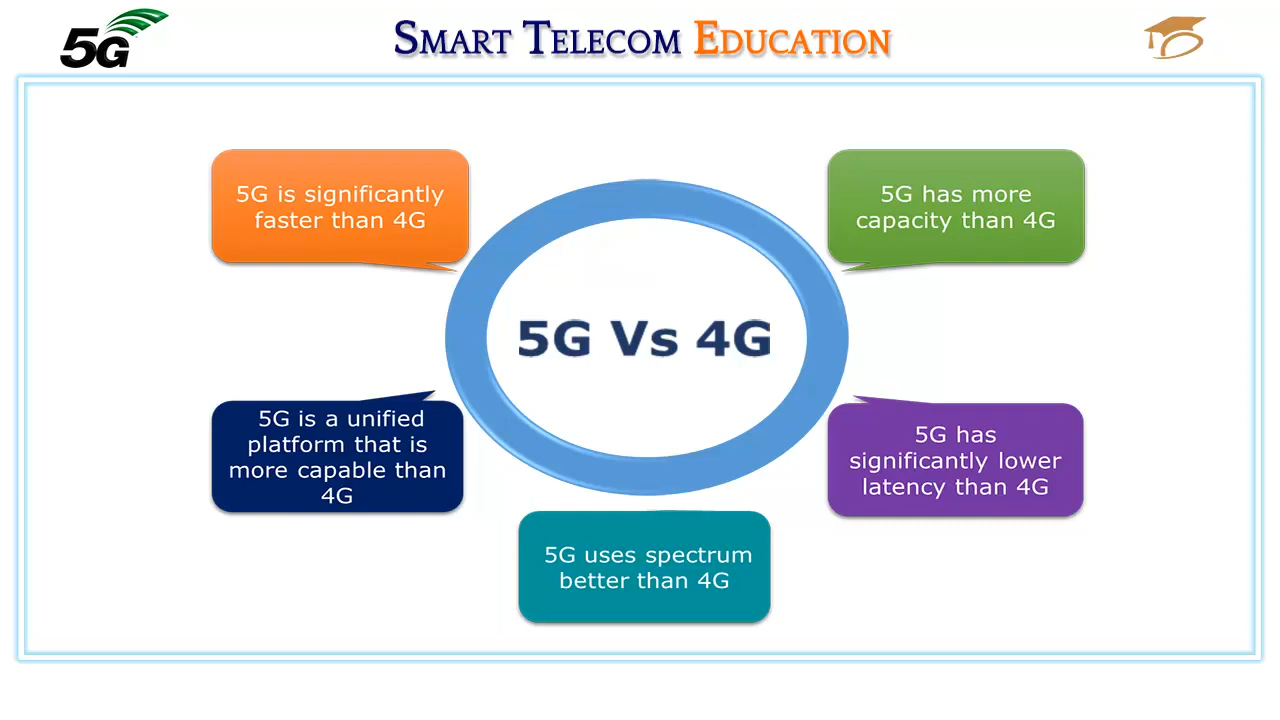 5G
SMART TELECOM EDUCATION
5G is significantly
faster than 4G
5G has more
capacity than 4G
5G Vs 4G
5G is a unified
platform that is
more capable than
4G
5G has
significantly lower
latency than 4G
5G uses spectrum
better than 4G